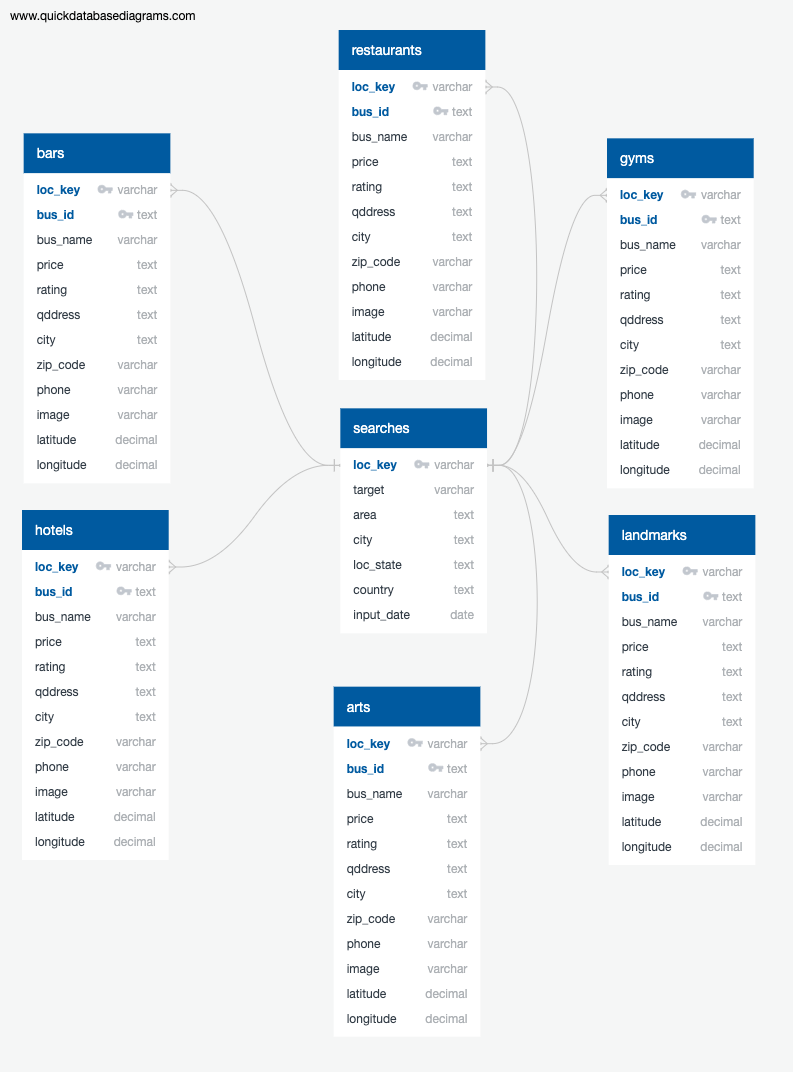 www.quickdatabasediagrams.com
restaurants
loc_key varchar
bus_id text
bus_name varchar
price text
rating text
qddress text
city text
zip_code varchar
phone varchar
image varchar
latitude decimal
longitude decimal
bars
loc_key varchar
bus_id text
bus_name varchar
price text
rating text
qddress text
city text
zip_code varchar
phone varchar
image varchar
latitude decimal
longitude decimal
gyms
loc_key varchar
bus_id text
bus_name varchar
price text
rating text
qddress text
city text
zip_code varchar
phone varchar
image varchar
latitude decimal
longitude decimal
searches
loc_key varchar
target varchar
area text
city text
loc_state text
country text
input_date date
hotels
loc_key varchar
bus_id text
bus_name varchar
price text
rating text
qddress text
city text
zip_code varchar
phone varchar
image varchar
latitude decimal
longitude decimal
landmarks
loc_key varchar
bus_id text
bus_name varchar
price text
rating text
qddress text
city text
zip_code varchar
phone varchar
image varchar
latitude decimal
longitude decimal
arts
loc_key varchar
bus_id text
bus_name varchar
price text
rating text
qddress text
city text
zip_code varchar
phone varchar
image varchar
latitude decimal
longitude decimal